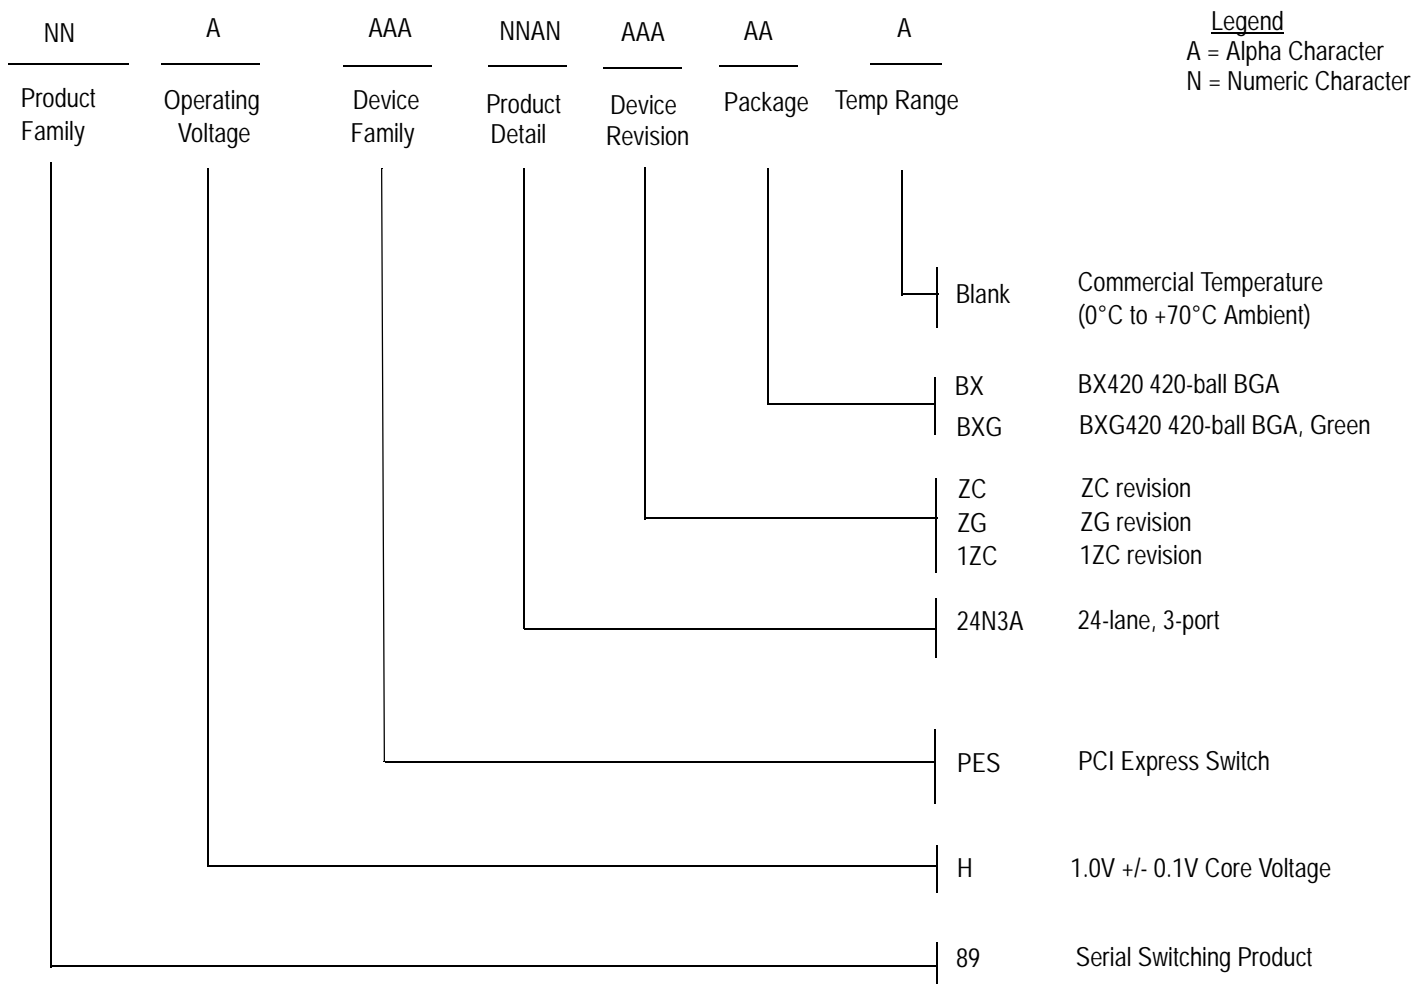 NN A AAA NNAN AAA AA A
Legend
A = Alpha Character
N = Numeric Character
Product Family
Operating Voltage
Device Family
Product Detail
Device Revision
Package
Temp Range
Blank Commercial Temperature
(0°C to +70°C Ambient)
BX BX420 420-ball BGA
BXG BXG420 420-ball BGA, Green
ZC ZC revision
ZG ZG revision
1ZC 1ZC revision
24N3A 24-lane, 3-port
PES PCI Express Switch
H 1.0V +/- 0.1V Core Voltage
89 Serial Switching Product